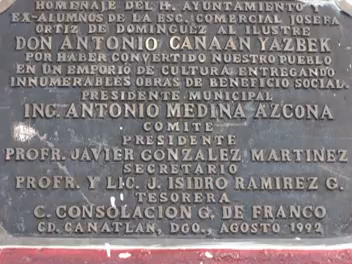 HOMENAJE DEL H. AYUNTAMIENTO
EX-ALUMNOS DE LA ESC. COMERCIAL JOSEFA
ORTIZ DE DOMINGUEZ AL ILUSTRE
DON ANTONIO CANAAN YAZBEK
POR HABER CONVERTIDO NUESTRO PUEBLO
EN UN EMPORIO DE CULTURA ENTREGANDO
INNUMERABLES OBRAS DE BENEFICIO SOCIAL.
PRESIDENTE MUNICIPAL
ING. ANTONIO MEDINA AZCONA
COMITE
PRESIDENTE
PROFR. JAVIER GONZALEZ MARTINEZ
SECRETARIO
PROFR. Y LIC. J. ISIDRO RAMIREZ G.
TESORERA
C. CONSOLACION G. DE FRANCO
CD. CANATLAN, DGO., AGOSTO 1992